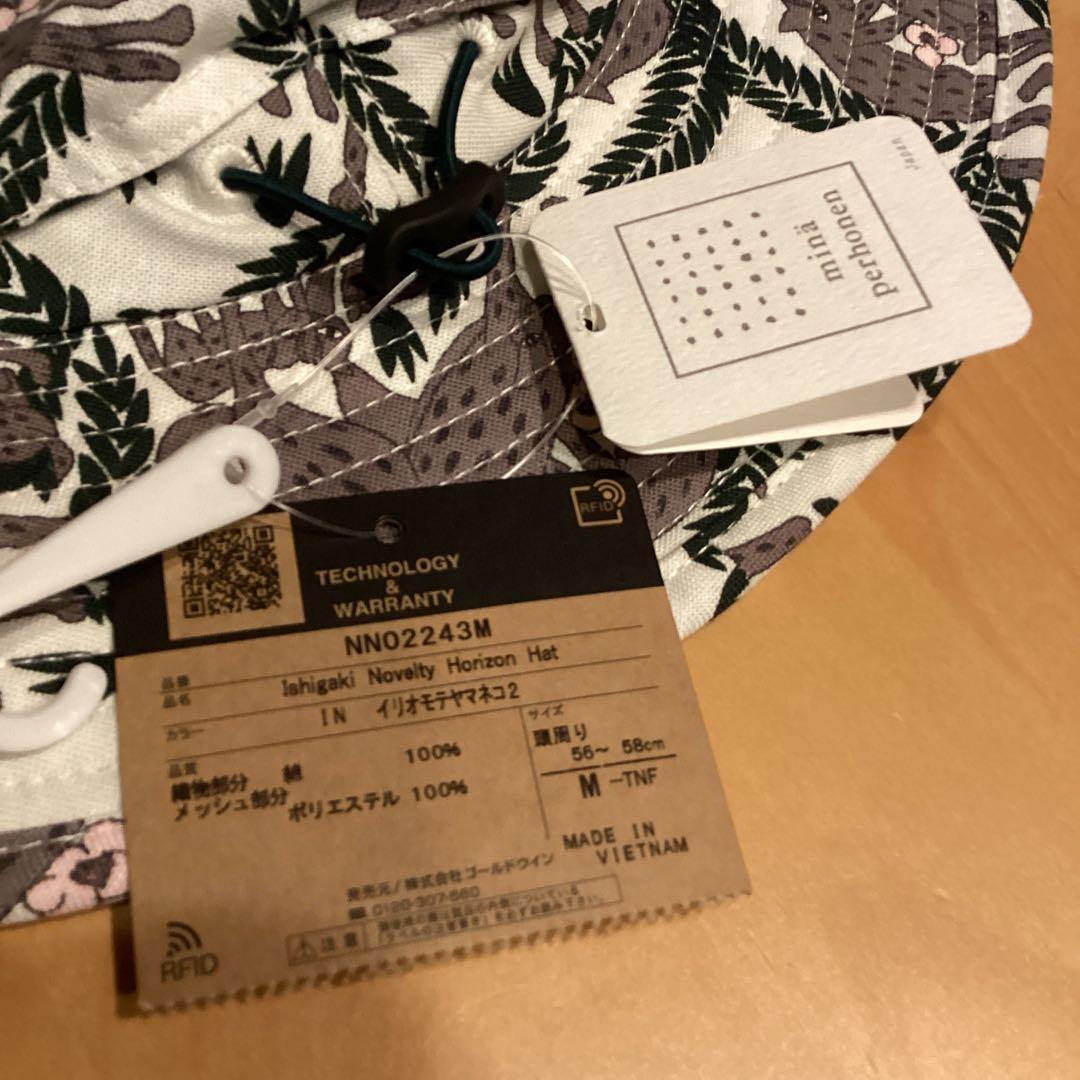 Japan
minä
perhonen
RFID
TECHNOLOGY
&
WARRANTY
NN02243M
品番
品名 Ishigaki Novelty Horizon Hat
カラー IN イリオモテヤマネコ2
品質
織物部分 綿 100%
メッシュ部分 ポリエステル 100%
サイズ
頭周り
56~ 58cm
M -TNF
MADE IN
VIETNAM
発売元/株式会社ゴールドウイン
0120-307-560
注意
RFID